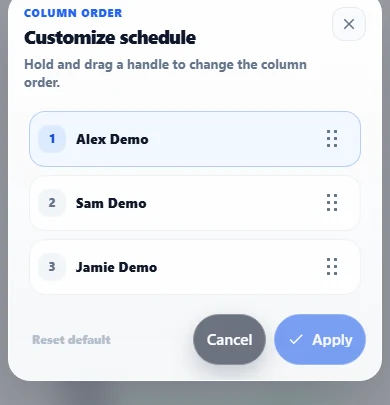 COLUMN ORDER
Customize schedule
Hold and drag a handle to change the column
order.
1 Alex Demo
2 Sam Demo
3 Jamie Demo
Reset default Cancel Apply